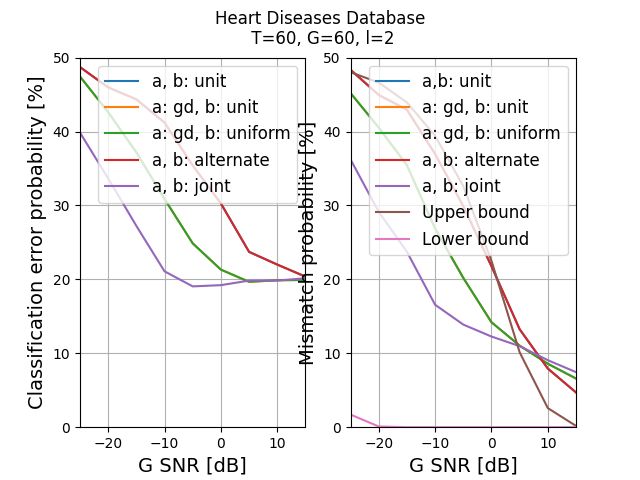 Heart Diseases Database
T=60, G=60, l=2
Classification error probability [%]
50
40
30
20
10
0
a, b: unit
a: gd, b: unit
a: gd, b: uniform
a, b: alternate
a, b: joint
−20
−10
0
10
G SNR [dB]
Mismatch probability [%]
50
40
30
20
10
0
a,b: unit
a: gd, b: unit
a: gd, b: uniform
a, b: alternate
a, b: joint
Upper bound
Lower bound
−20
−10
0
10
G SNR [dB]